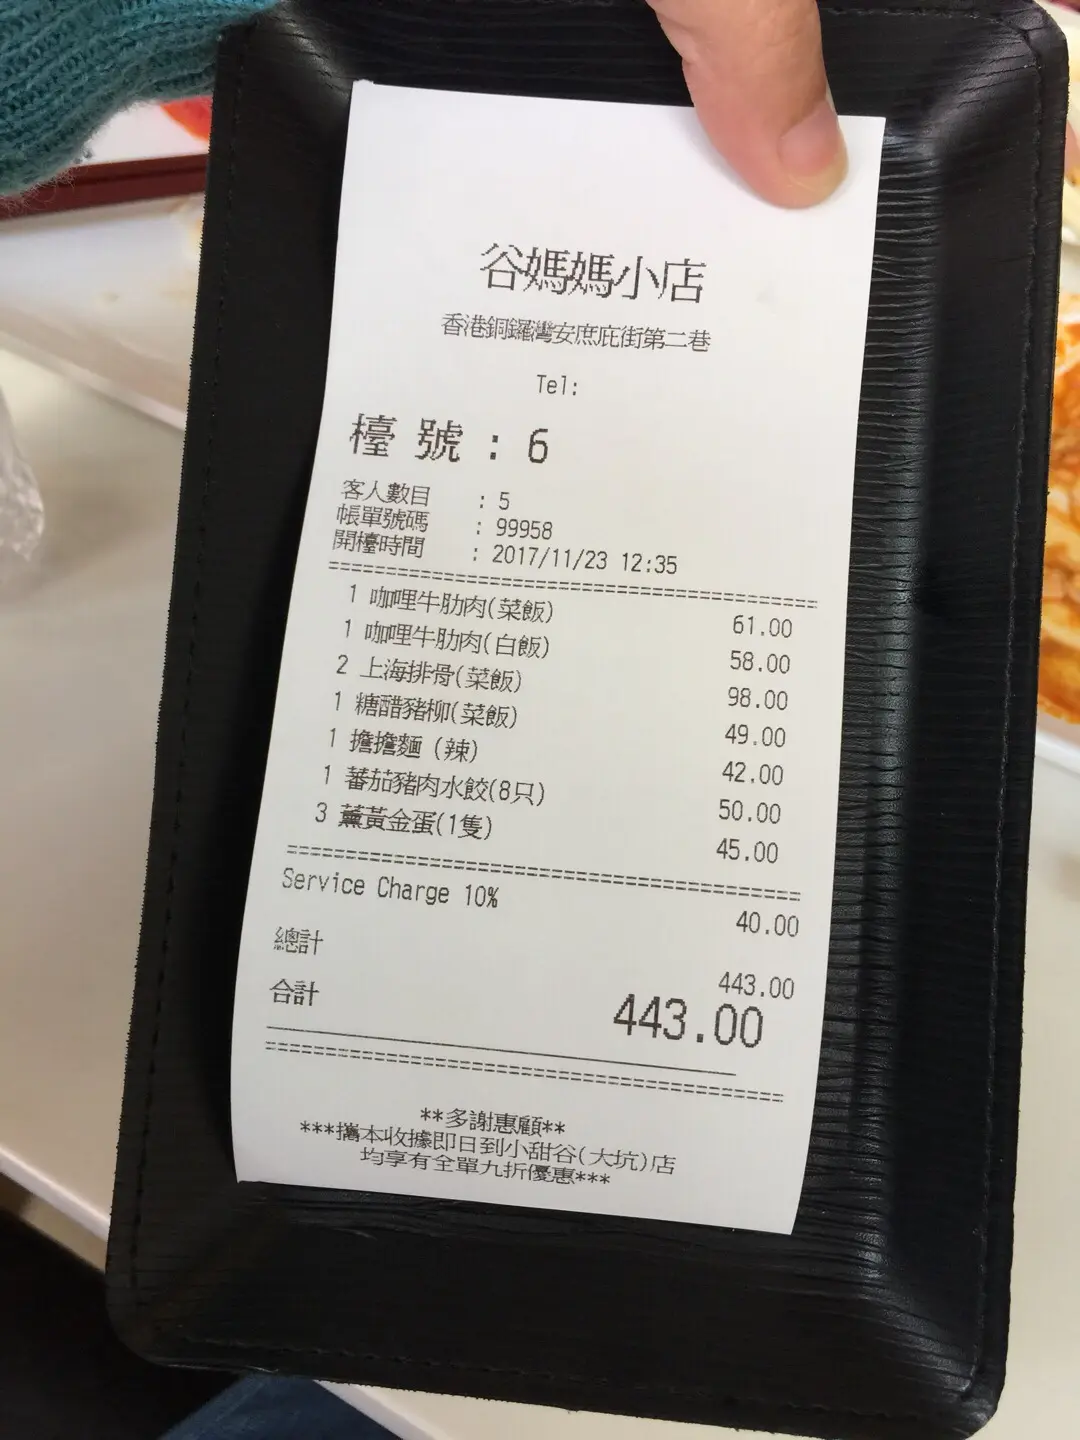 谷媽媽小店
香港銅鑼灣安庶庇街第二巷
Tel:
檯 號 : 6
客人數目 : 5
帳單號碼 : 99958
開檯時間 : 2017/11/23 12:35
1 咖哩牛肋肉(菜飯) 61.00
1 咖哩牛肋肉(白飯) 58.00
2 上海排骨(菜飯) 98.00
1 糖醋豬柳(菜飯) 49.00
1 擔擔麵 (辣) 42.00
1 蕃茄豬肉水餃(8只) 50.00
3 薰黃金蛋(1隻) 45.00
Service Charge 10% 40.00
總計 443.00
合計 443.00
**多謝惠顧**
***攜本收據即日到小甜谷(大坑)店
均享有全單九折優惠***